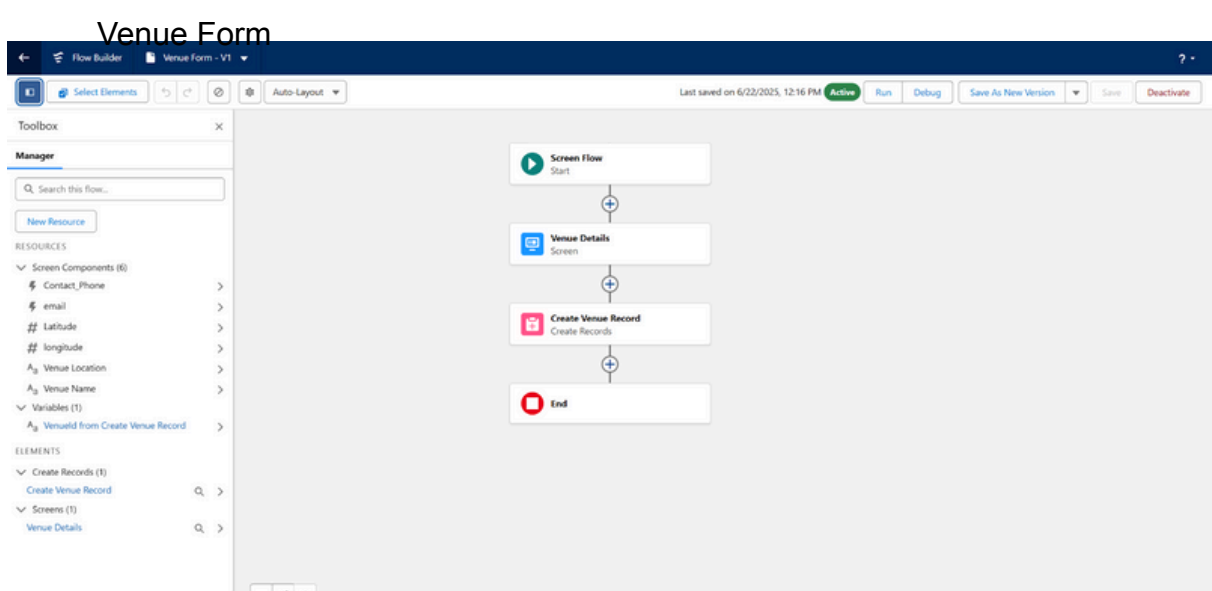 Venue Form
Flow Builder Venue Form - V1
?
Select Elements Auto-Layout Last saved on 6/22/2025, 12:16 PM Active Run Debug Save As New Version Save Deactivate
Toolbox
Manager
Search this flow...
New Resource
RESOURCES
Screen Components (6)
Contact_Phone
email
Latitude
longitude
Venue Location
Venue Name
Variables (1)
VenueId from Create Venue Record
ELEMENTS
Create Records (1)
Create Venue Record
Screens (1)
Venue Details
Screen Flow
Start
Venue Details
Screen
Create Venue Record
Create Records
End